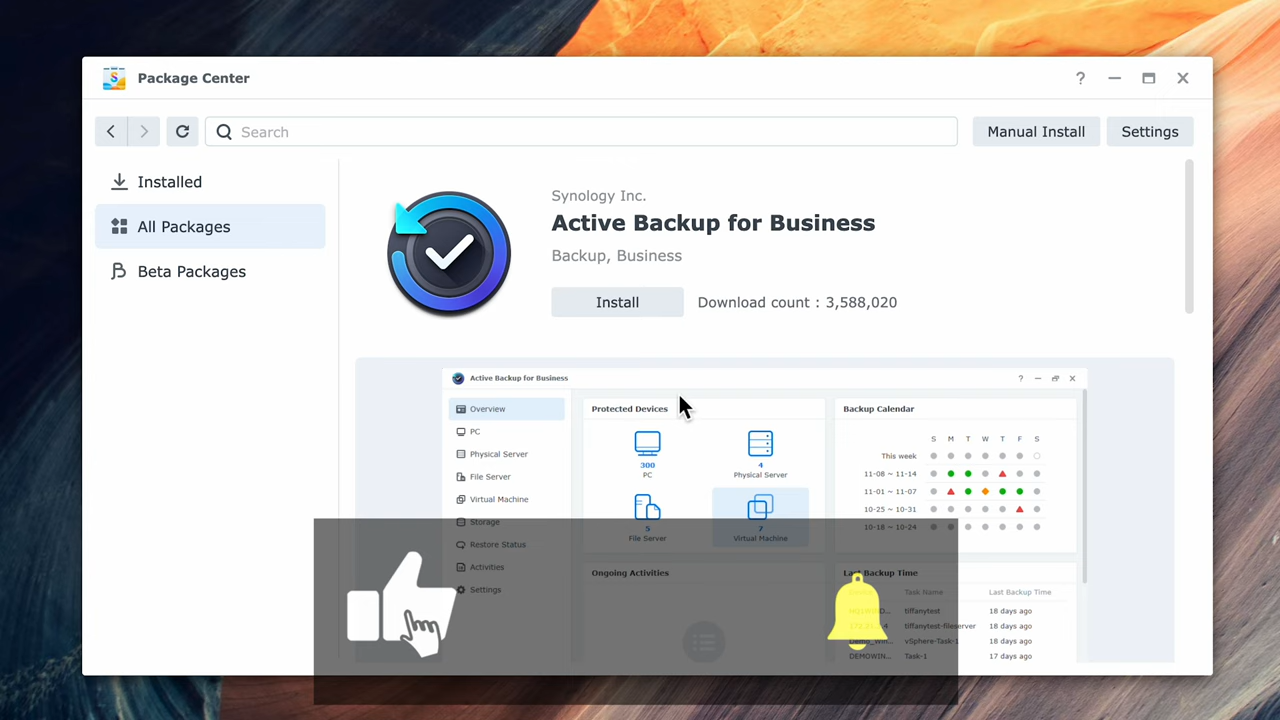 Package Center
Search
Manual Install
Settings
Installed
All Packages
Beta Packages
Synology Inc.
Active Backup for Business
Backup, Business
Install
Download count : 3,588,020
Active Backup for Business
Overview
PC
Physical Server
File Server
Virtual Machine
Storage
Restore Status
Activities
Settings
Protected Devices
300
PC
4
Physical Server
5
File Server
7
Virtual Machine
Backup Calendar
S M T W T F S
This week
11-08 ~ 11-14
11-01 ~ 11-07
10-25 ~ 10-31
10-18 ~ 10-24
Ongoing Activities
Last Backup Time
Task Name Last Backup Time
tiffanytest 18 days ago
tiffanytest-fileserver 18 days ago
vSphere-Task-1 18 days ago
DEMOWIN... Task-1 17 days ago